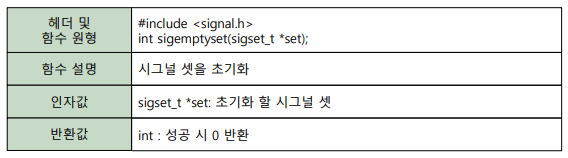 헤더 및
함수 원형
#include <signal.h>
int sigemptyset(sigset_t *set);
함수 설명
시그널 셋을 초기화
인자값
sigset_t *set: 초기화 할 시그널 셋
반환값
int : 성공 시 0 반환